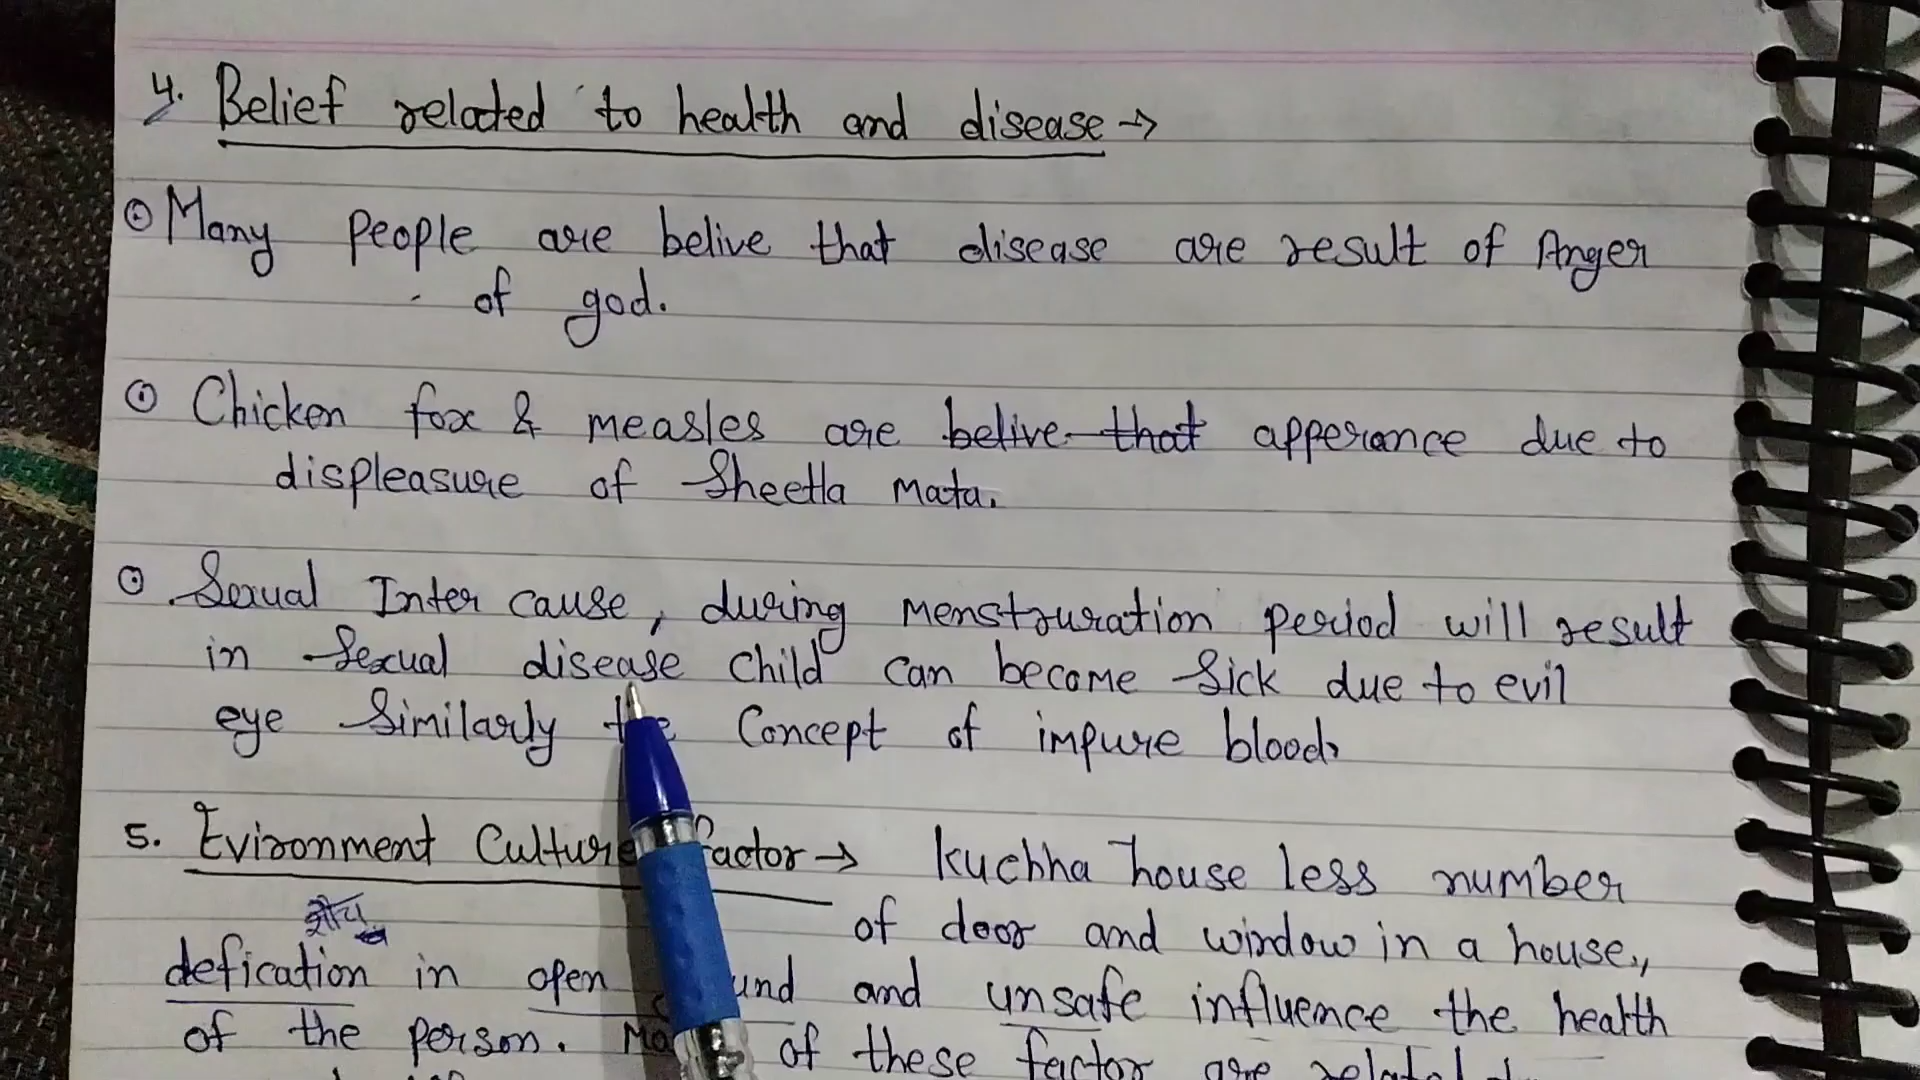 4. Belief related to health and disease →
Many people are belive that disease are result of Anger
of god.
Chicken fox & measles are belive that apperance due to
displeasure of Sheetla Mata.
Sexual Inter cause, during menstruration period will result
in Sexual disease child can become sick due to evil
eye similarly the concept of impure blood.
5. Evironment Culture factor → kuchha house less number
of door and window in a house,,
शौच
defication in open and unsafe influence the health
of the person. of these factor are